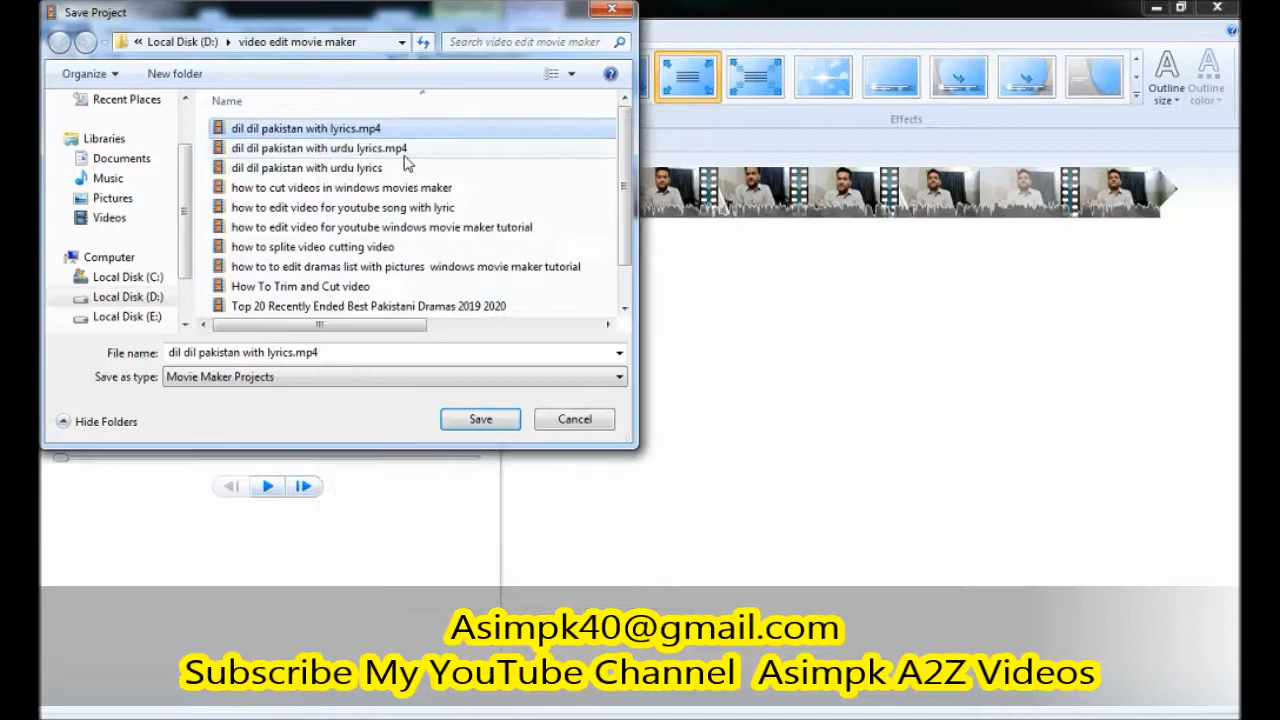 Save Project
« Local Disk (D:) ▸ video edit movie maker
Search video edit movie maker
Organize
New folder
Recent Places
Libraries
Documents
Music
Pictures
Videos
Computer
Local Disk (C:)
Local Disk (D:)
Local Disk (E:)
Name
dil dil pakistan with lyrics.mp4
dil dil pakistan with urdu lyrics.mp4
dil dil pakistan with urdu lyrics
how to cut videos in windows movies maker
how to edit video for youtube song with lyric
how to edit video for youtube windows movie maker tutorial
how to splite video cutting video
how to to edit dramas list with pictures  windows movie maker tutorial
How To Trim and Cut video
Top 20 Recently Ended Best Pakistani Dramas 2019 2020
File name: dil dil pakistan with lyrics.mp4
Save as type: Movie Maker Projects
Hide Folders
Save
Cancel
Outline size
Outline color
Effects
Asimpk40@gmail.com
Subscribe My YouTube Channel  Asimpk A2Z Videos